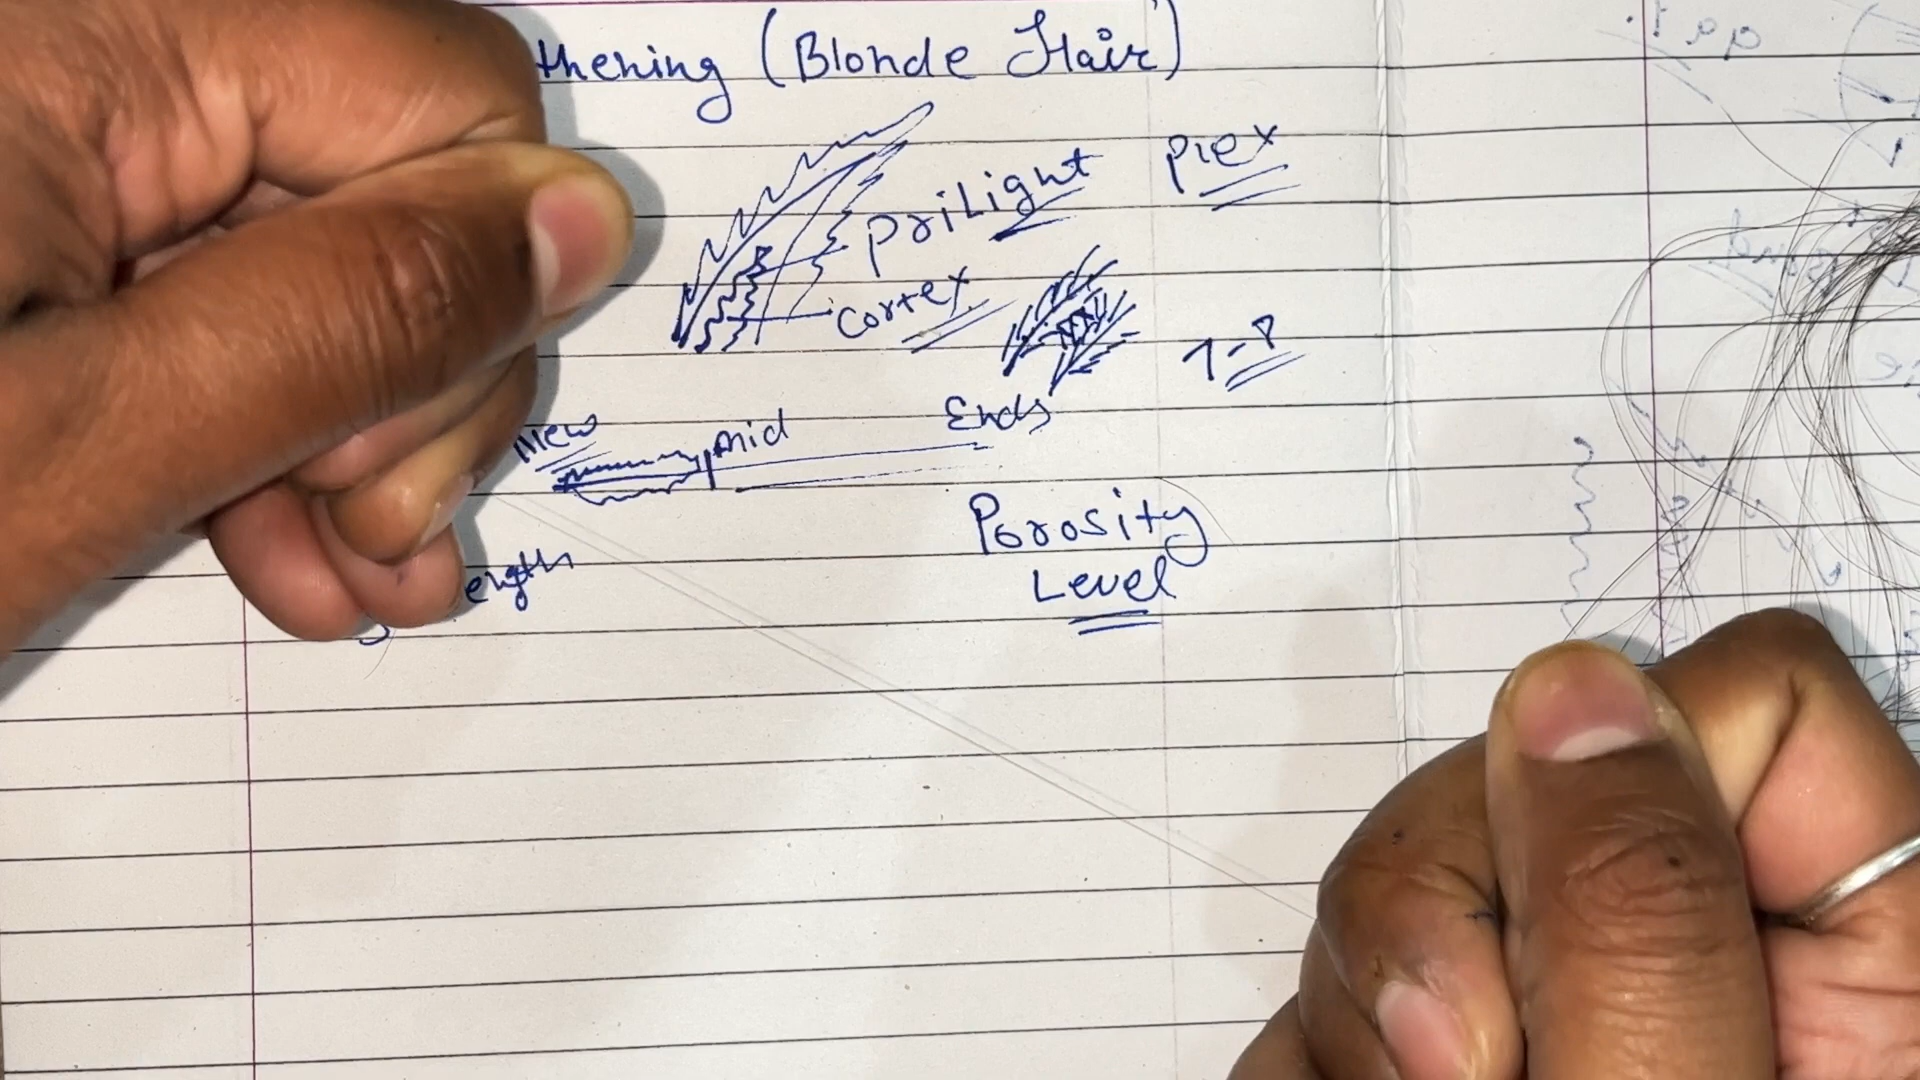 thening (Blonde Hair)
PriLight Plex
Cortex
New Mid Ends
Porosity
ength
Level